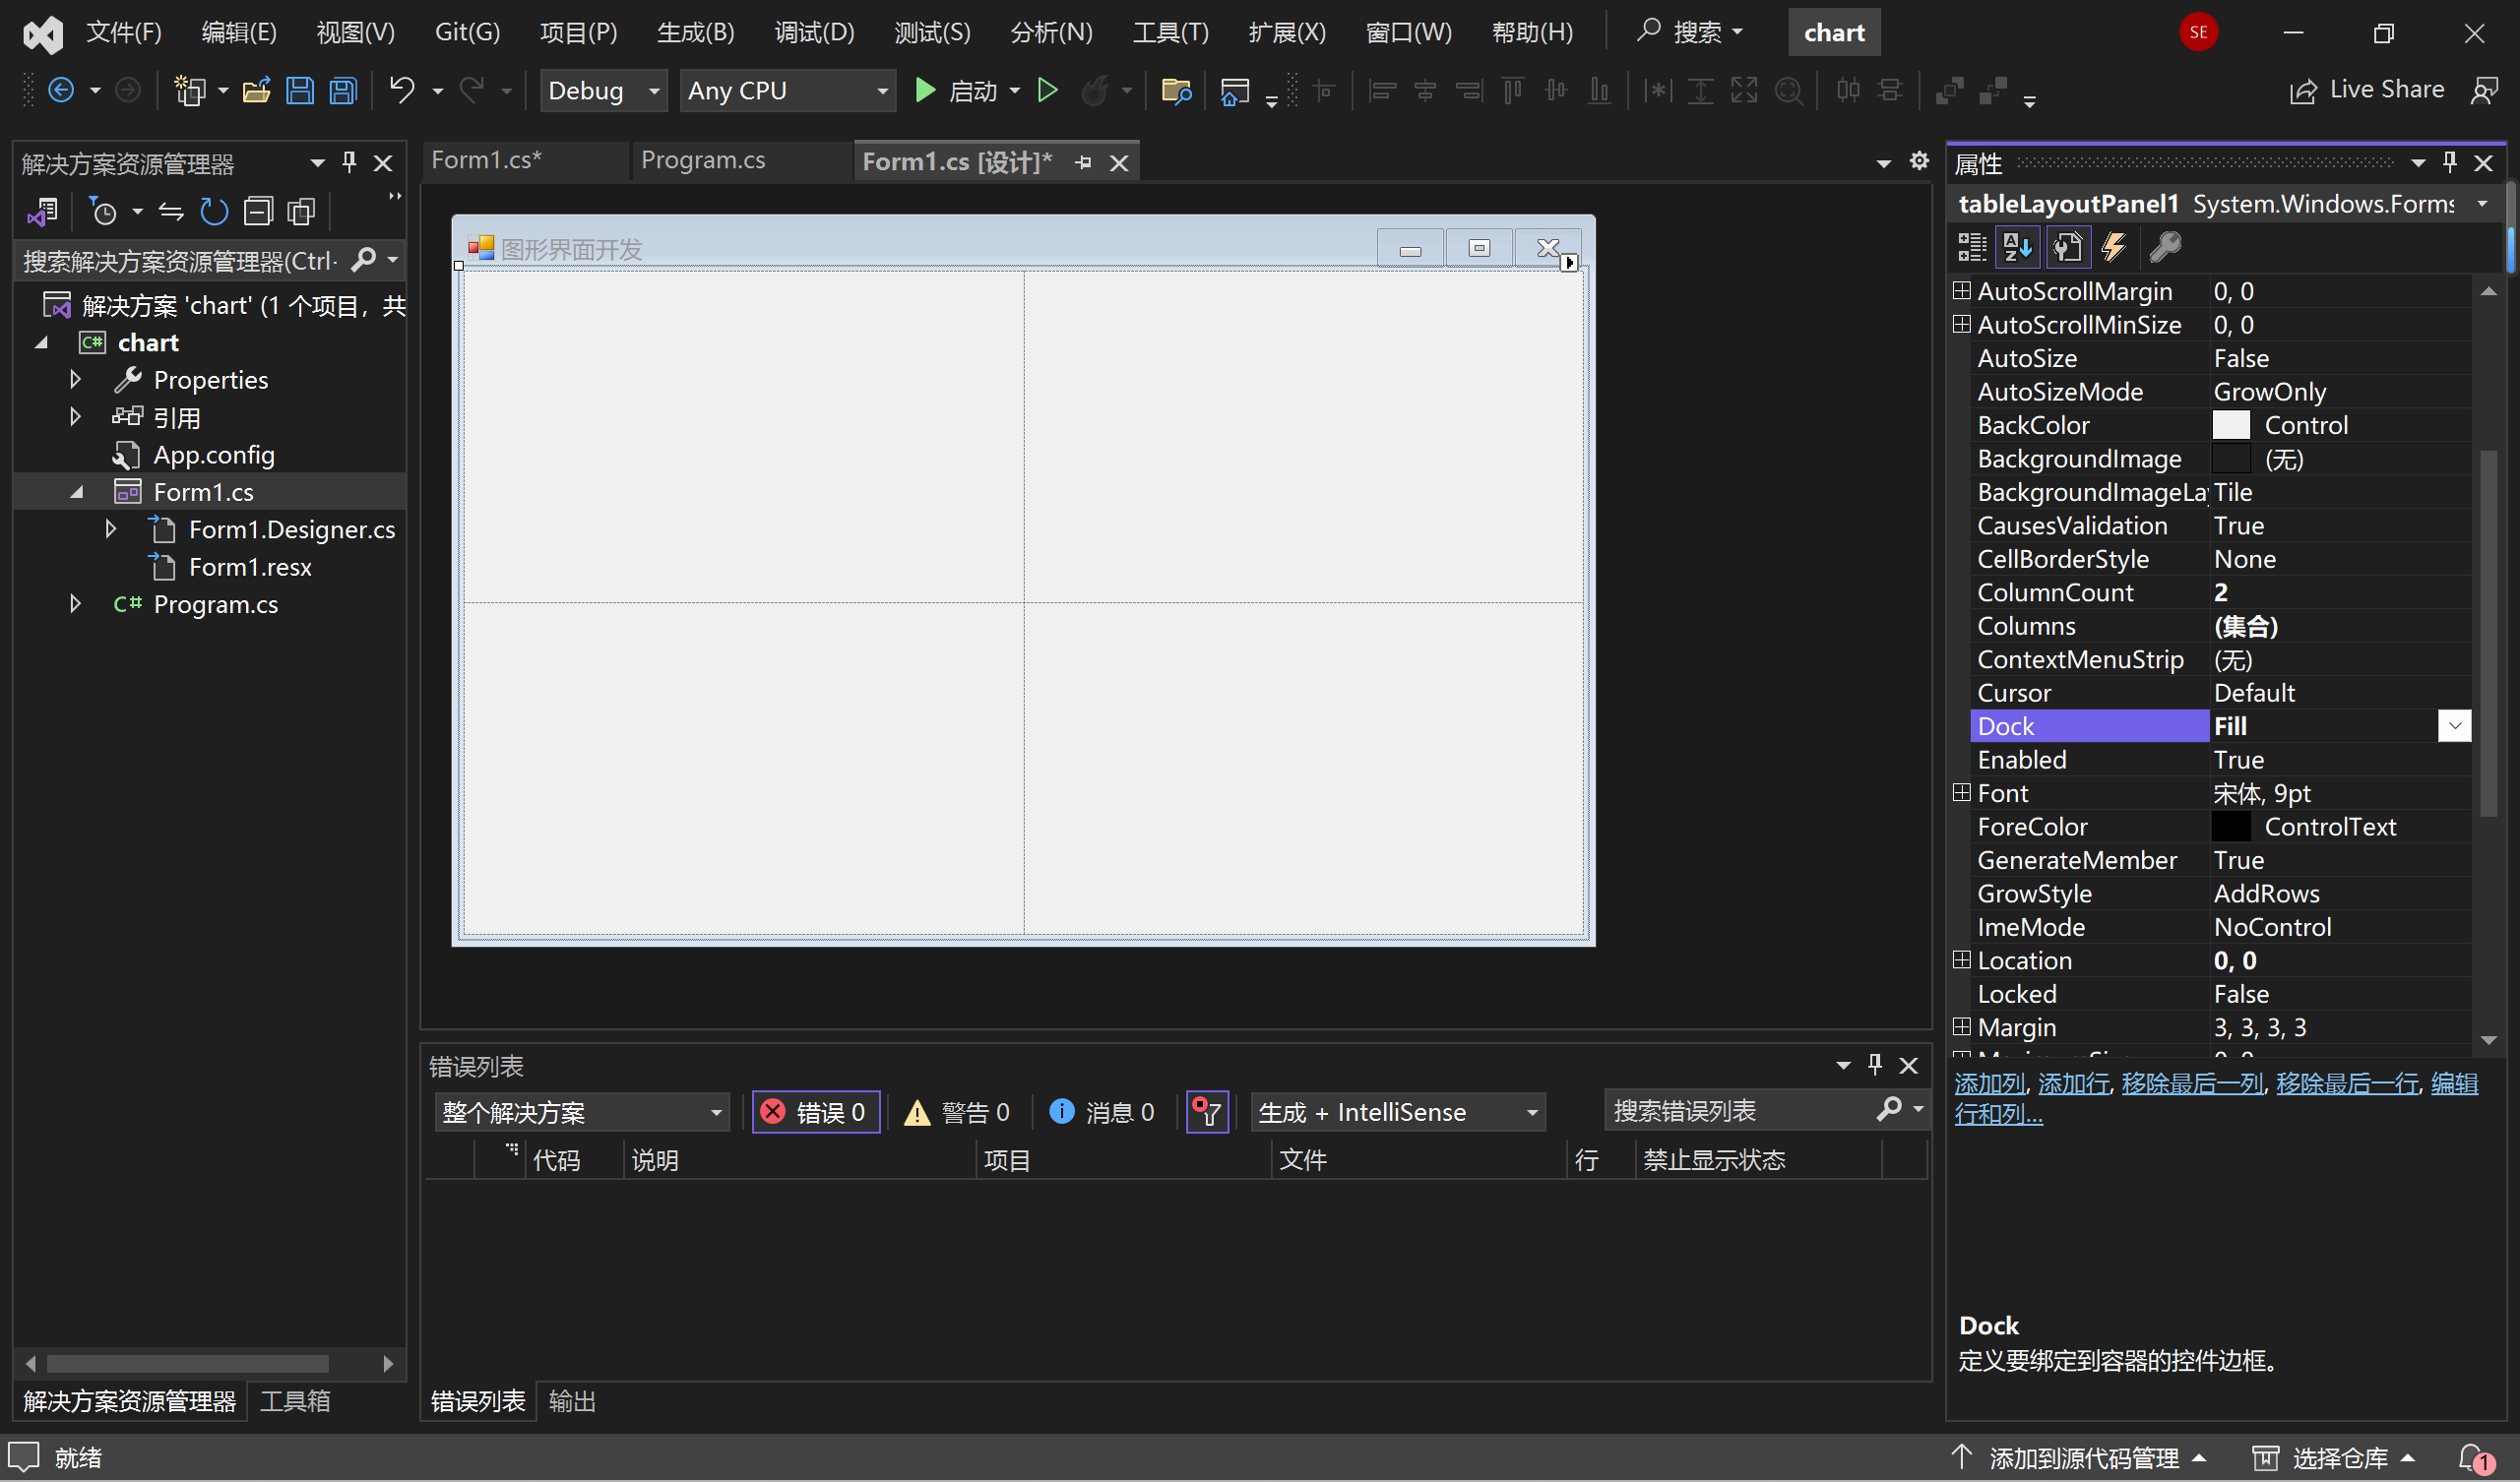 文件(F) 编辑(E) 视图(V) Git(G) 项目(P) 生成(B) 调试(D) 测试(S) 分析(N) 工具(T) 扩展(X) 窗口(W) 帮助(H) 搜索 chart SE
Debug Any CPU 启动 Live Share
解决方案资源管理器
搜索解决方案资源管理器(Ctrl-
解决方案 'chart' (1 个项目，共
C# chart
Properties
引用
App.config
Form1.cs
Form1.Designer.cs
Form1.resx
C# Program.cs
解决方案资源管理器 工具箱
Form1.cs* Program.cs Form1.cs [设计]*
图形界面开发
错误列表
整个解决方案 错误 0 警告 0 消息 0 生成 + IntelliSense 搜索错误列表
代码 说明 项目 文件 行 禁止显示状态
错误列表 输出
属性
tableLayoutPanel1 System.Windows.Forms
AutoScrollMargin 0, 0
AutoScrollMinSize 0, 0
AutoSize False
AutoSizeMode GrowOnly
BackColor Control
BackgroundImage (无)
BackgroundImageLay Tile
CausesValidation True
CellBorderStyle None
ColumnCount 2
Columns (集合)
ContextMenuStrip (无)
Cursor Default
Dock Fill
Enabled True
Font 宋体, 9pt
ForeColor ControlText
GenerateMember True
GrowStyle AddRows
ImeMode NoControl
Location 0, 0
Locked False
Margin 3, 3, 3, 3
添加列, 添加行, 移除最后一列, 移除最后一行, 编辑
行和列...
Dock
定义要绑定到容器的控件边框。
就绪 添加到源代码管理 选择仓库 1